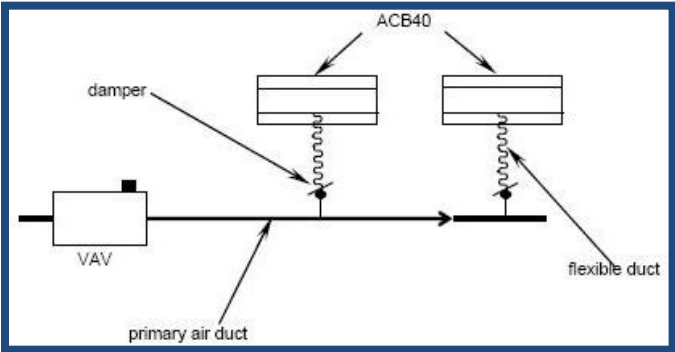 ACB40
damper
VAV
flexible duct
primary air duct